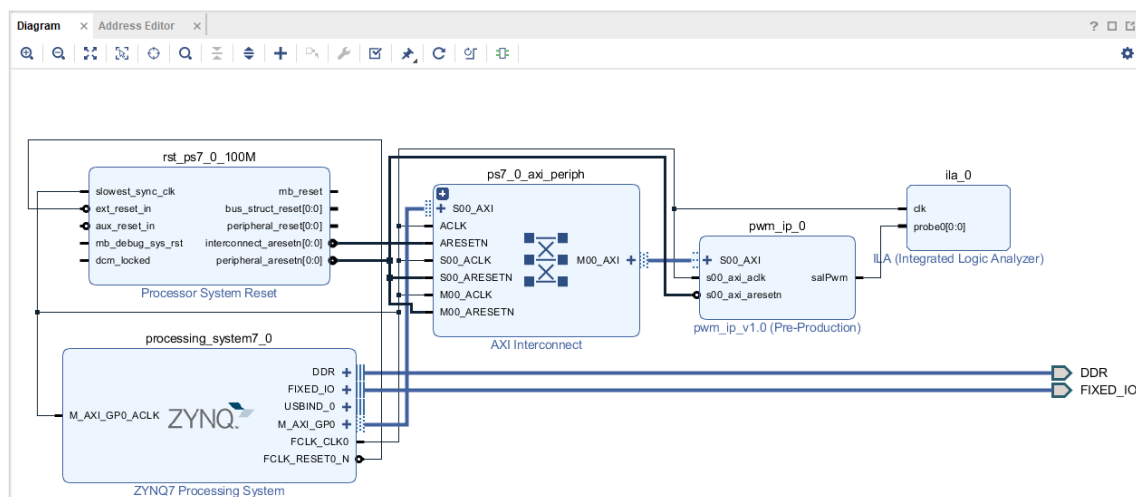 Diagram
Address Editor
rst_ps7_0_100M
slowest_sync_clk
ext_reset_in
aux_reset_in
mb_debug_sys_rst
dcm_locked
mb_reset
bus_struct_reset[0:0]
peripheral_reset[0:0]
interconnect_aresetn[0:0]
peripheral_aresetn[0:0]
Processor System Reset
ps7_0_axi_periph
S00_AXI
ACLK
ARESETN
S00_ACLK
S00_ARESETN
M00_ACLK
M00_ARESETN
M00_AXI
AXI Interconnect
pwm_ip_0
S00_AXI
s00_axi_aclk
s00_axi_aresetn
salPwm
pwm_ip_v1.0 (Pre-Production)
ila_0
clk
probe0[0:0]
ILA (Integrated Logic Analyzer)
processing_system7_0
M_AXI_GP0_ACLK
ZYNQ
DDR
FIXED_IO
USBIND_0
M_AXI_GP0
FCLK_CLK0
FCLK_RESET0_N
ZYNQ7 Processing System
DDR
FIXED_IO